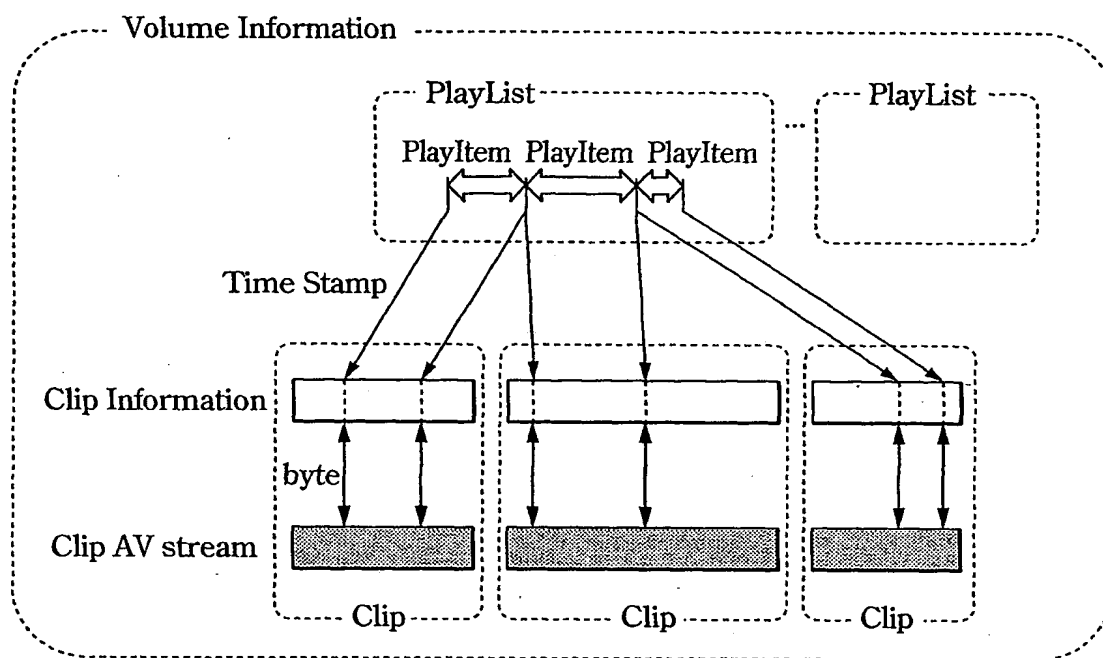 Volume Information
PlayList
PlayList
...
PlayItem PlayItem PlayItem
Time Stamp
Clip Information
byte
Clip AV stream
Clip
Clip
Clip